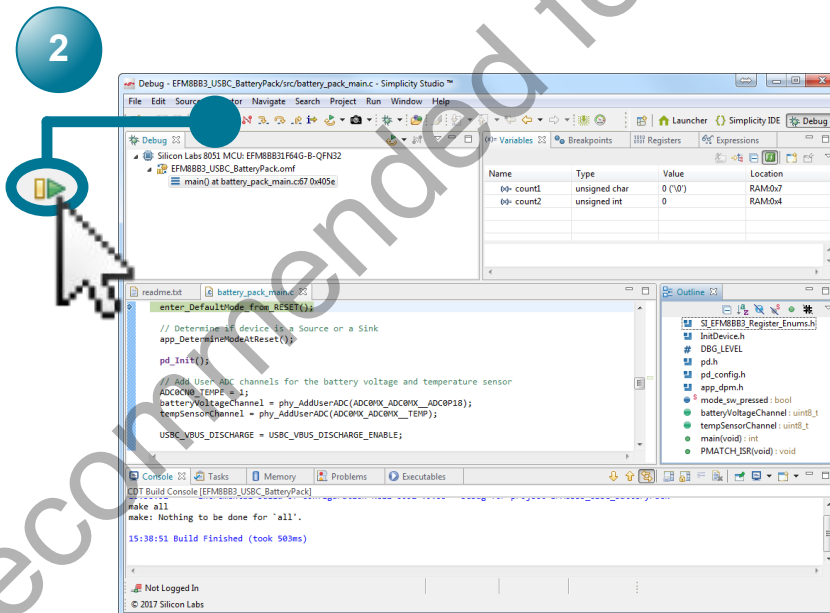 2
Debug - EFM8BB3_USBC_BatteryPack/src/battery_pack_main.c - Simplicity Studio ™
File Edit Navigate Search Project Run Window Help
Launcher {} Simplicity IDE Debug
Debug
Silicon Labs 8051 MCU: EFM8BB31F64G-B-QFN32
EFM8BB3_USBC_BatteryPack.omf
main() at battery_pack_main.c:67 0x405e
(x)= Variables Breakpoints Registers Expressions
Name Type Value Location
(x)= count1 unsigned char 0 ('\0') RAM:0x7
(x)= count2 unsigned int 0 RAM:0x4
readme.txt battery_pack_main.c
enter_DefaultMode_from_RESET();
// Determine if device is a Source or a Sink
app_DetermineModeAtReset();
pd_Init();
// Add User ADC channels for the battery voltage and temperature sensor
ADC0CN0_TEMPE = 1;
batteryVoltageChannel = phy_AddUserADC(ADC0MX_ADC0MX__ADC0P18);
tempSensorChannel = phy_AddUserADC(ADC0MX_ADC0MX__TEMP);
USBC_VBUS_DISCHARGE = USBC_VBUS_DISCHARGE_ENABLE;
Outline
SI_EFM8BB3_Register_Enums.h
InitDevice.h
# DBG_LEVEL
pd.h
pd_config.h
app_dpm.h
mode_sw_pressed : bool
batteryVoltageChannel : uint8_t
tempSensorChannel : uint8_t
main(void) : int
PMATCH_ISR(void) : void
Console Tasks Memory Problems Executables
CDT Build Console [EFM8BB3_USBC_BatteryPack]
make all
make: Nothing to be done for `all'.
15:38:51 Build Finished (took 503ms)
Not Logged In
© 2017 Silicon Labs
ecommended fo